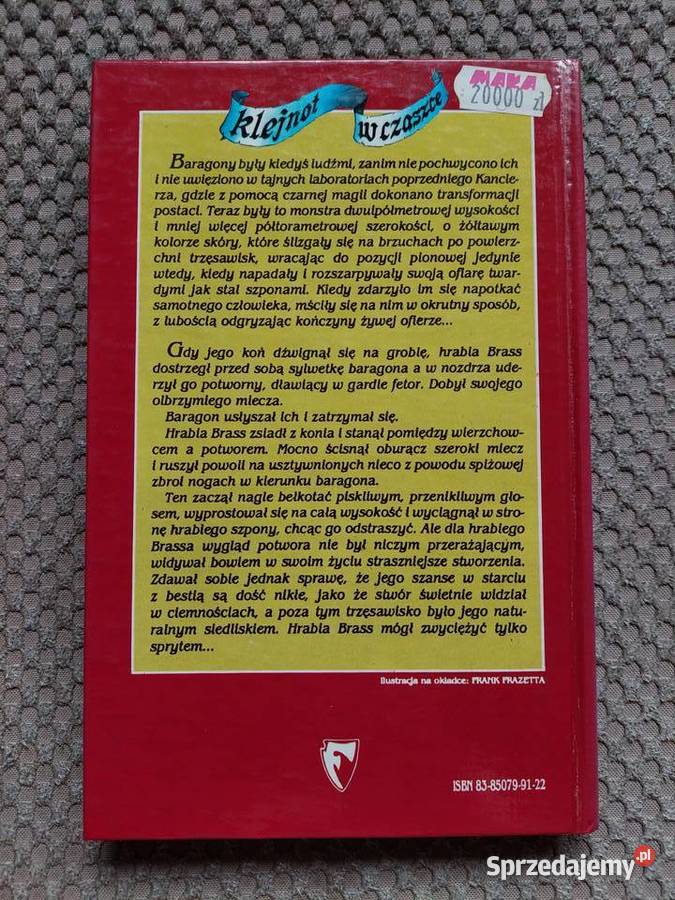 klejnot w czaszce
MAKA
20000 zł
Baragony były kiedyś ludźmi, zanim nie pochwycono ich
i nie uwięziono w tajnych laboratoriach poprzedniego Kancle-
rza, gdzie z pomocą czarnej magii dokonano transformacji
postaci. Teraz były to monstra dwuipółmetrowej wysokości
i mniej więcej półtorametrowej szerokości, o żółtawym
kolorze skóry, które ślizgały się na brzuchach po powierz-
chni trzęsawisk, wracając do pozycji pionowej jedynie
wtedy, kiedy napadały i rozszarpywały swoją ofiarę twar-
dymi jak stal szponami. Kiedy zdarzyło im się napotkać
samotnego człowieka, mściły się na nim w okrutny sposób,
z lubością odgryzając kończyny żywej ofierze...
Gdy jego koń dźwignął się na groblę, hrabia Brass
dostrzegł przed sobą sylwetkę baragona a w nozdrza ude-
rzył go potworny, dławiący w gardle fetor. Dobył swojego
olbrzymiego miecza.
Baragon usłyszał ich i zatrzymał się.
Hrabia Brass zsiadł z konia i stanął pomiędzy wierzchow-
cem a potworem. Mocno ścisnął oburącz szeroki miecz
i ruszył powoli na usztywnionych nieco z powodu spiżowej
zbroi nogach w kierunku baragona.
Ten zaczął nagle bełkotać piskliwym, przenikliwym gło-
sem, wyprostował się na całą wysokość i wyciągnął w stro-
nę hrabiego szpony, chcąc go odstraszyć. Ale dla hrabiego
Brassa wygląd potwora nie był niczym przerażającym,
widywał bowiem w swoim życiu straszniejsze stworzenia.
Zdawał sobie jednak sprawę, że jego szanse w starciu
z bestią są dość nikłe, jako że stwór świetnie widział
w ciemnościach, a poza tym trzęsawisko było jego natu-
ralnym siedliskiem. Hrabia Brass mógł zwyciężyć tylko
sprytem...
Ilustracja na okładce: FRANK FRAZETTA
ISBN 83-85079-91-22
Sprzedajemy.pl